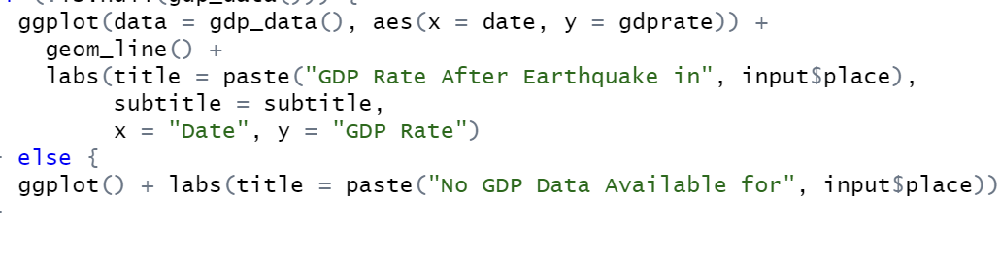 ggplot(data = gdp_data(), aes(x = date, y = gdprate)) +
geom_line() +
labs(title = paste("GDP Rate After Earthquake in", input$place),
subtitle = subtitle,
x = "Date", y = "GDP Rate")
else {
ggplot() + labs(title = paste("No GDP Data Available for", input$place))